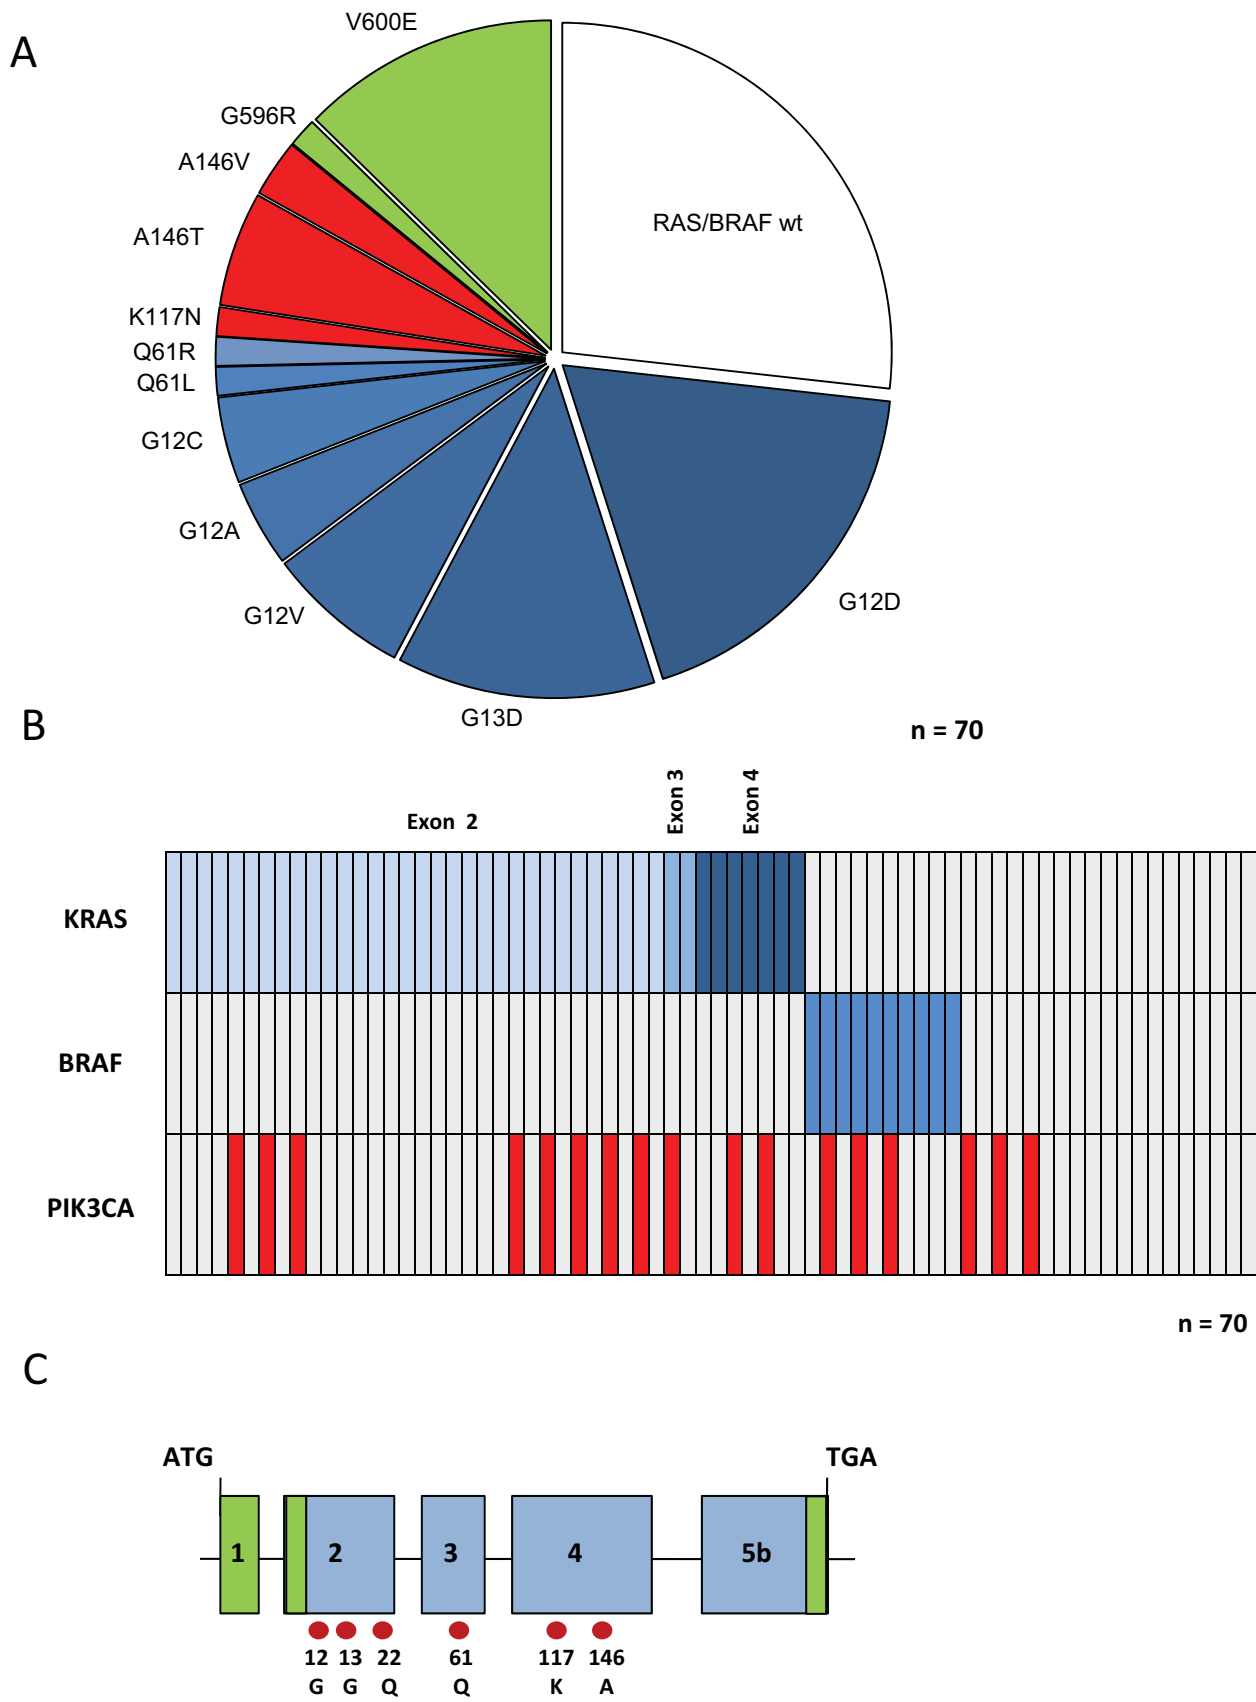 A
V600E
G596R
A146V
A146T
K117N
Q61R
Q61L
G12C
G12A
G12V
G13D
G12D
RAS/BRAF wt
n = 70
B
Exon 2
Exon 3
Exon 4
KRAS
BRAF
PIK3CA
n = 70
C
ATG
TGA
1
2
3
4
5b
12 13 22 61 117 146
G G Q Q K A